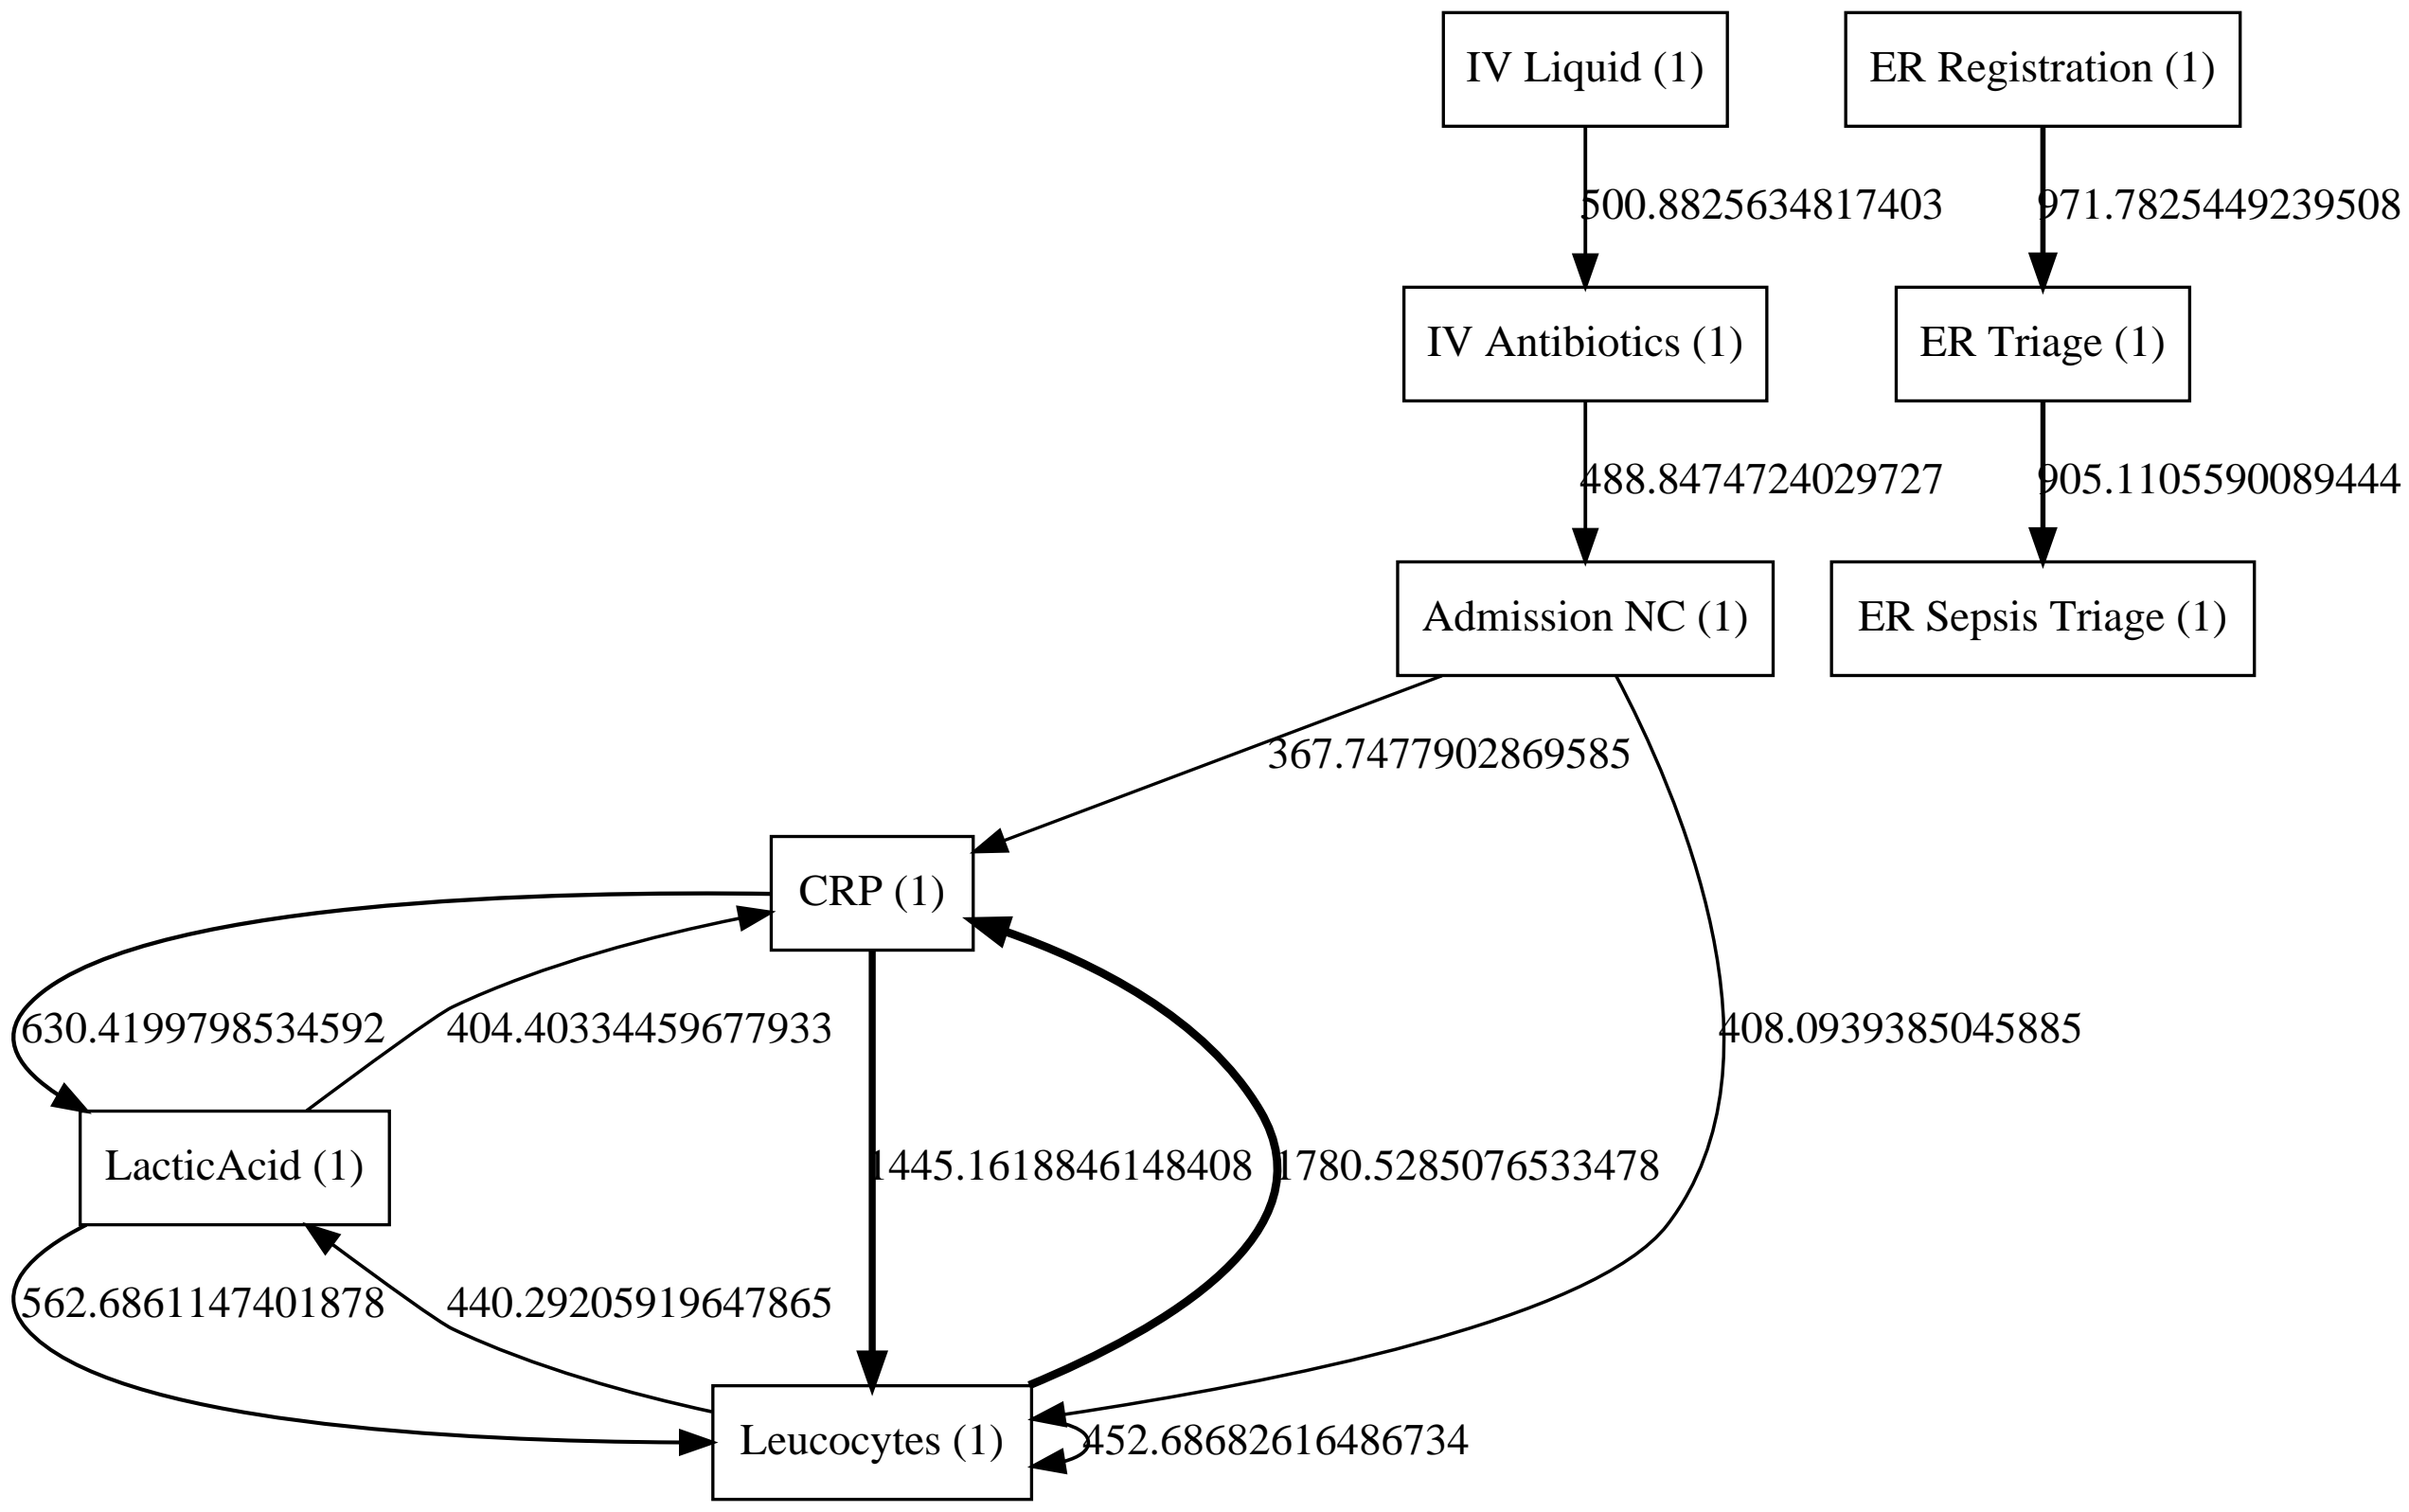 IV Liquid (1)
ER Registration (1)
500.8825634817403
971.7825449239508
IV Antibiotics (1)
ER Triage (1)
488.8474724029727
905.1105590089444
Admission NC (1)
ER Sepsis Triage (1)
367.7477902869585
CRP (1)
630.4199798534592
404.40334459677933
408.0939385045885
LacticAcid (1)
1445.1618846148408
1780.5285076533478
562.6861147401878
440.29205919647865
Leucocytes (1)
452.68682616486734